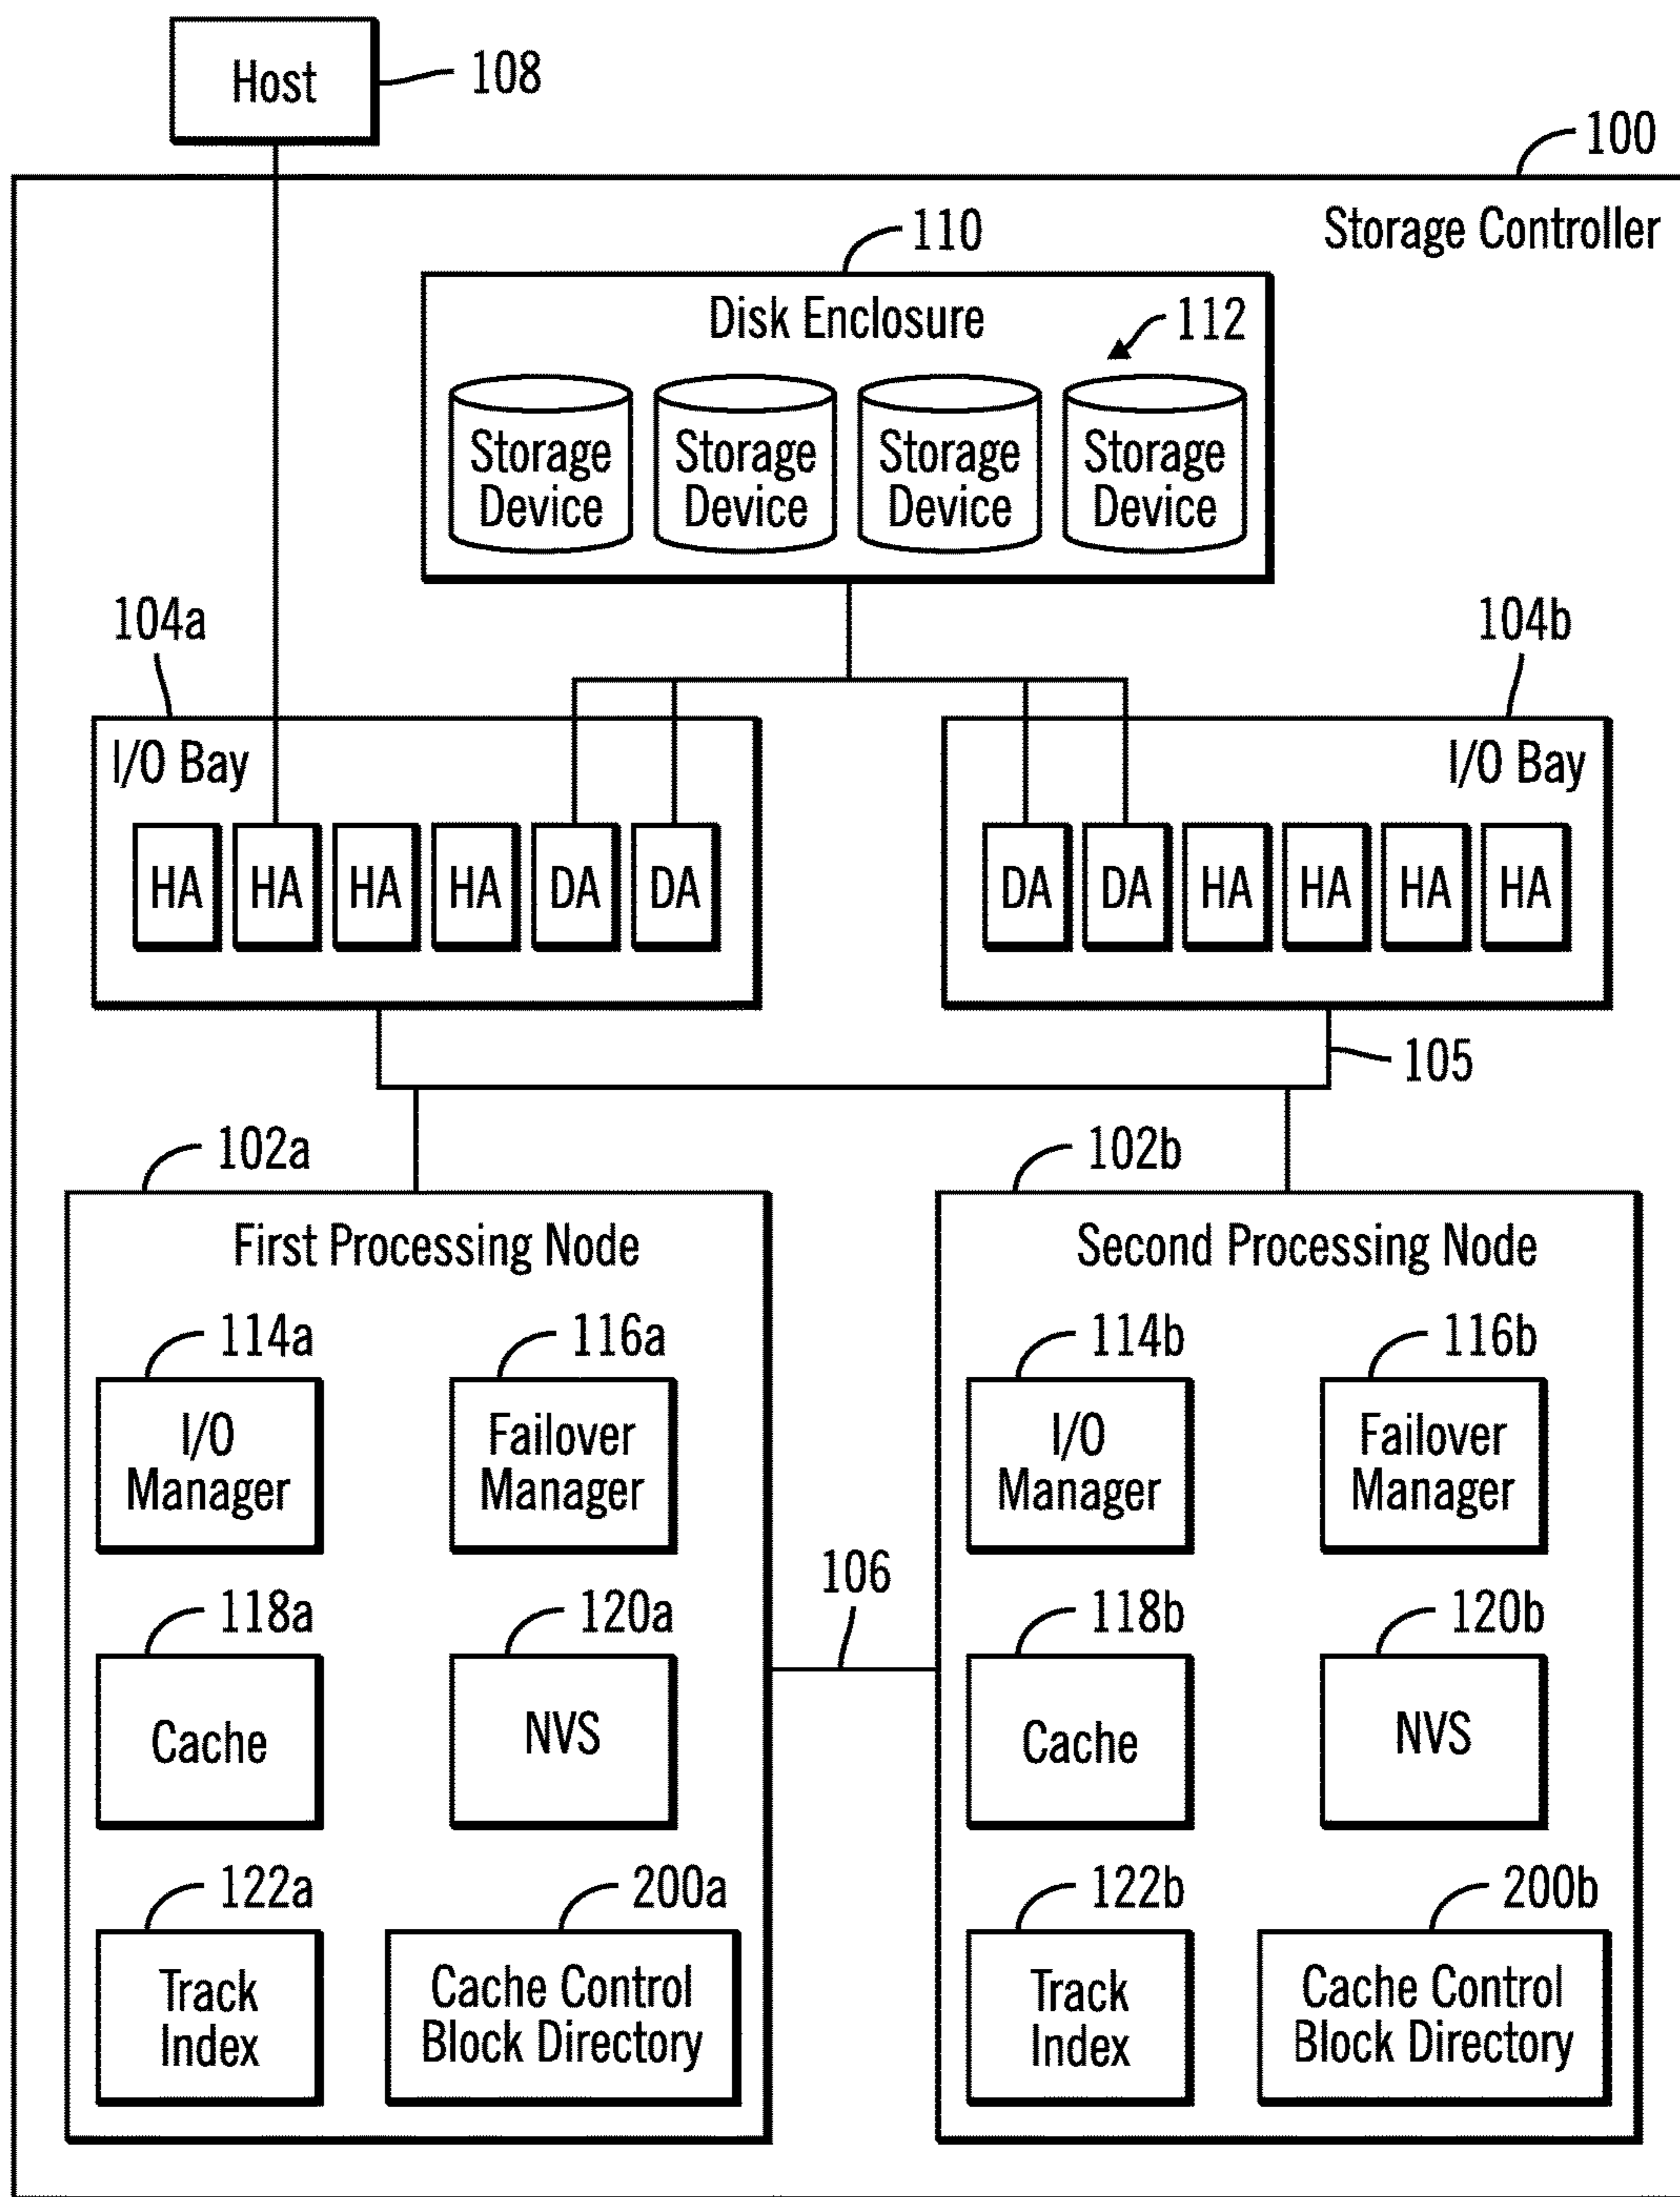 Host
108
100
Storage Controller
110
Disk Enclosure
112
Storage Device
Storage Device
Storage Device
Storage Device
104a
104b
I/O Bay
I/O Bay
HA HA HA HA DA DA
DA DA HA HA HA HA
105
102a
102b
First Processing Node
114a
116a
I/O
Manager
Failover
Manager
118a
120a
Cache
NVS
122a
200a
Track
Index
Cache Control
Block Directory
106
Second Processing Node
114b
116b
I/O
Manager
Failover
Manager
118b
120b
Cache
NVS
122b
200b
Track
Index
Cache Control
Block Directory